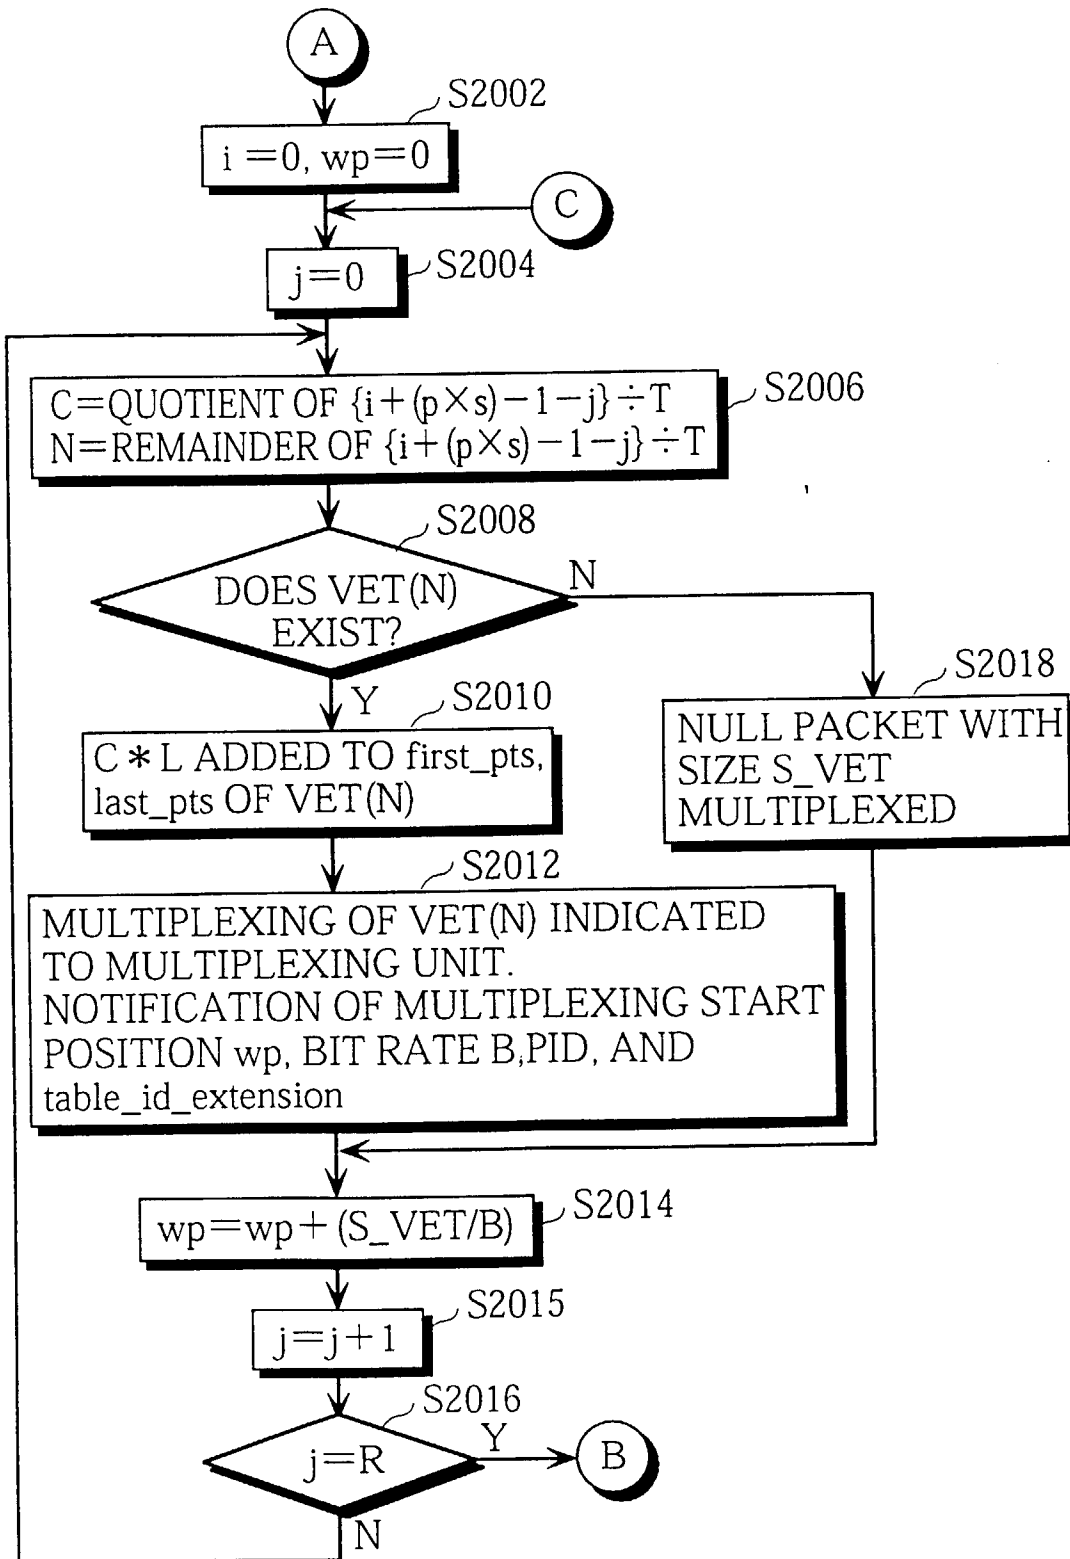 A
S2002
i=0, wp=0
C
S2004
j=0
S2006
C=QUOTIENT OF {i+(p×s)-1-j}÷T
N=REMAINDER OF {i+(p×s)-1-j}÷T
S2008
DOES VET(N)
EXIST?
N
Y
S2010
C*L ADDED TO first_pts,
last_pts OF VET(N)
S2018
NULL PACKET WITH
SIZE S_VET
MULTIPLEXED
S2012
MULTIPLEXING OF VET(N) INDICATED
TO MULTIPLEXING UNIT.
NOTIFICATION OF MULTIPLEXING START
POSITION wp, BIT RATE B,PID, AND
table_id_extension
S2014
wp=wp+(S_VET/B)
S2015
j=j+1
S2016
j=R
Y
B
N